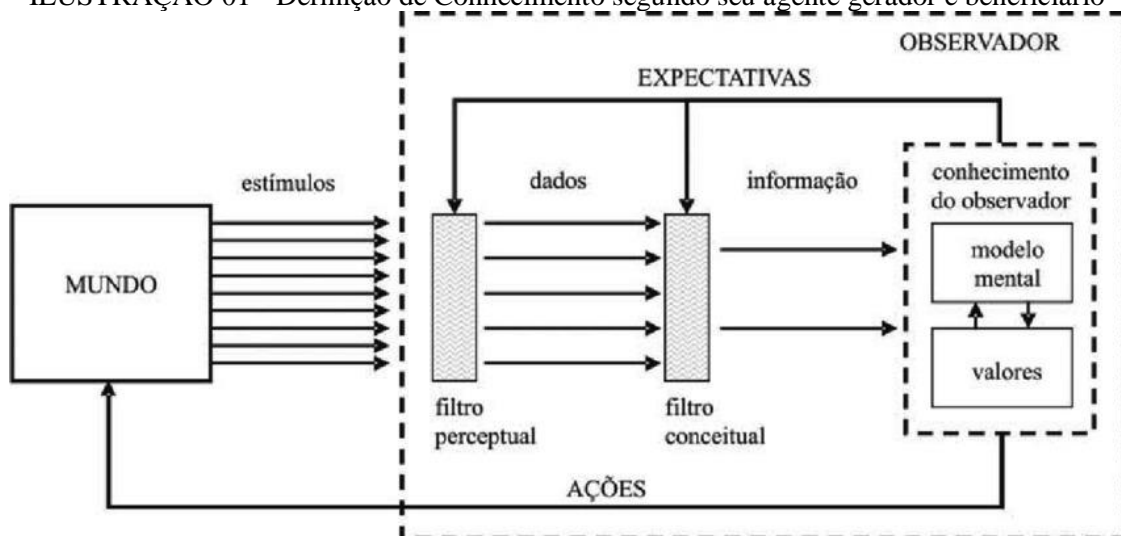 ILUSTRAÇÃO 01 - Definição de Conhecimento segundo seu agente gerador e beneficiário
OBSERVADOR
EXPECTATIVAS
estímulos
dados
informação
conhecimento
do observador
MUNDO
modelo
mental
valores
filtro
perceptual
filtro
conceitual
AÇÕES